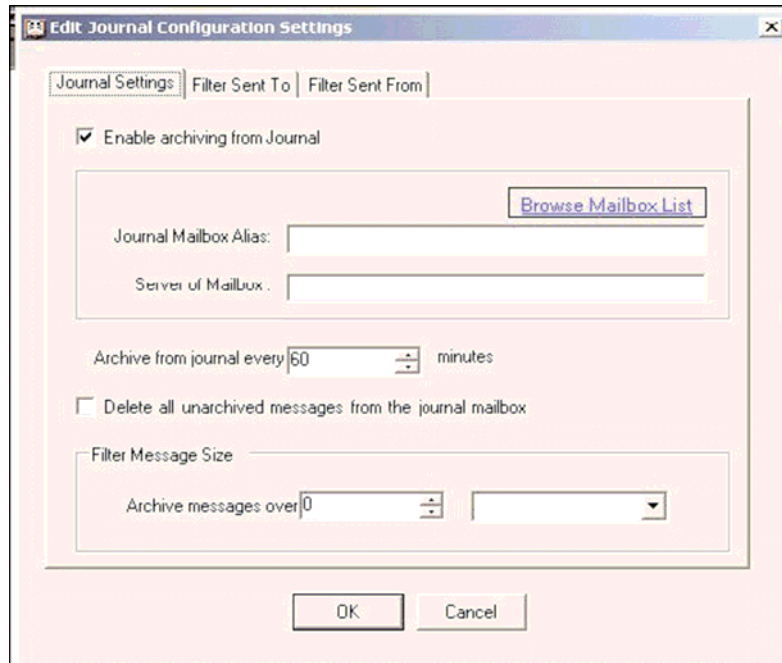 Edit Journal Configuration Settings
Journal Settings Filter Sent To Filter Sent From
Enable archiving from Journal
Browse Mailbox List
Journal Mailbox Alias:
Server of Mailbox :
Archive from journal every 60 minutes
Delete all unarchived messages from the journal mailbox
Filter Message Size
Archive messages over 0
OK Cancel